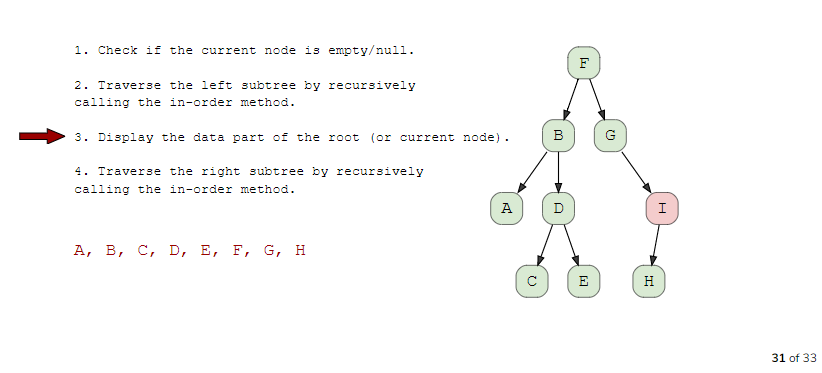 1. Check if the current node is empty/null.
2. Traverse the left subtree by recursively
calling the in-order method.
3. Display the data part of the root (or current node).
4. Traverse the right subtree by recursively
calling the in-order method.
A, B, C, D, E, F, G, H
F
B G
A D I
C E H
31 of 33